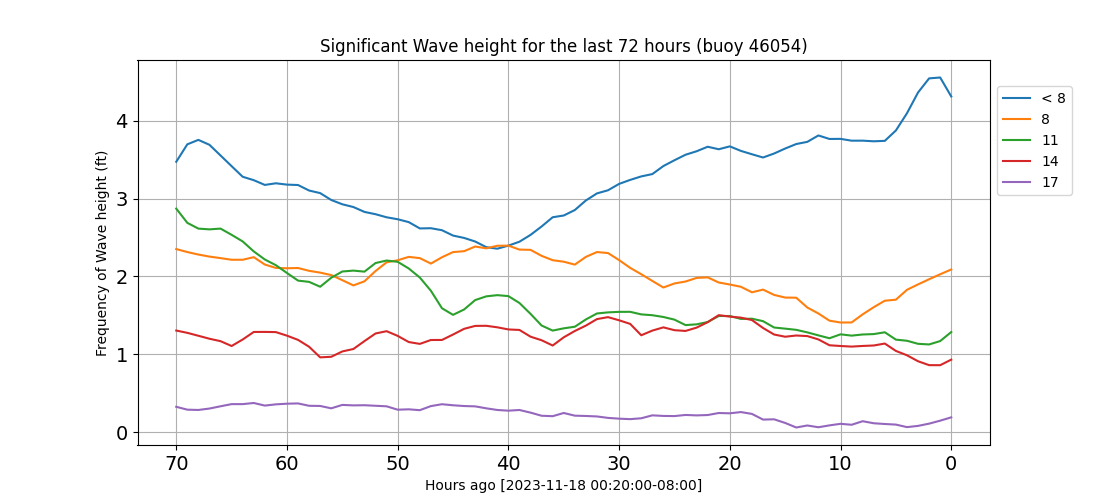 Significant Wave height for the last 72 hours (buoy 46054)
Frequency of Wave height (ft)
4
3
2
1
0
70 60 50 40 30 20 10 0
Hours ago [2023-11-18 00:20:00-08:00]
< 8
8
11
14
17